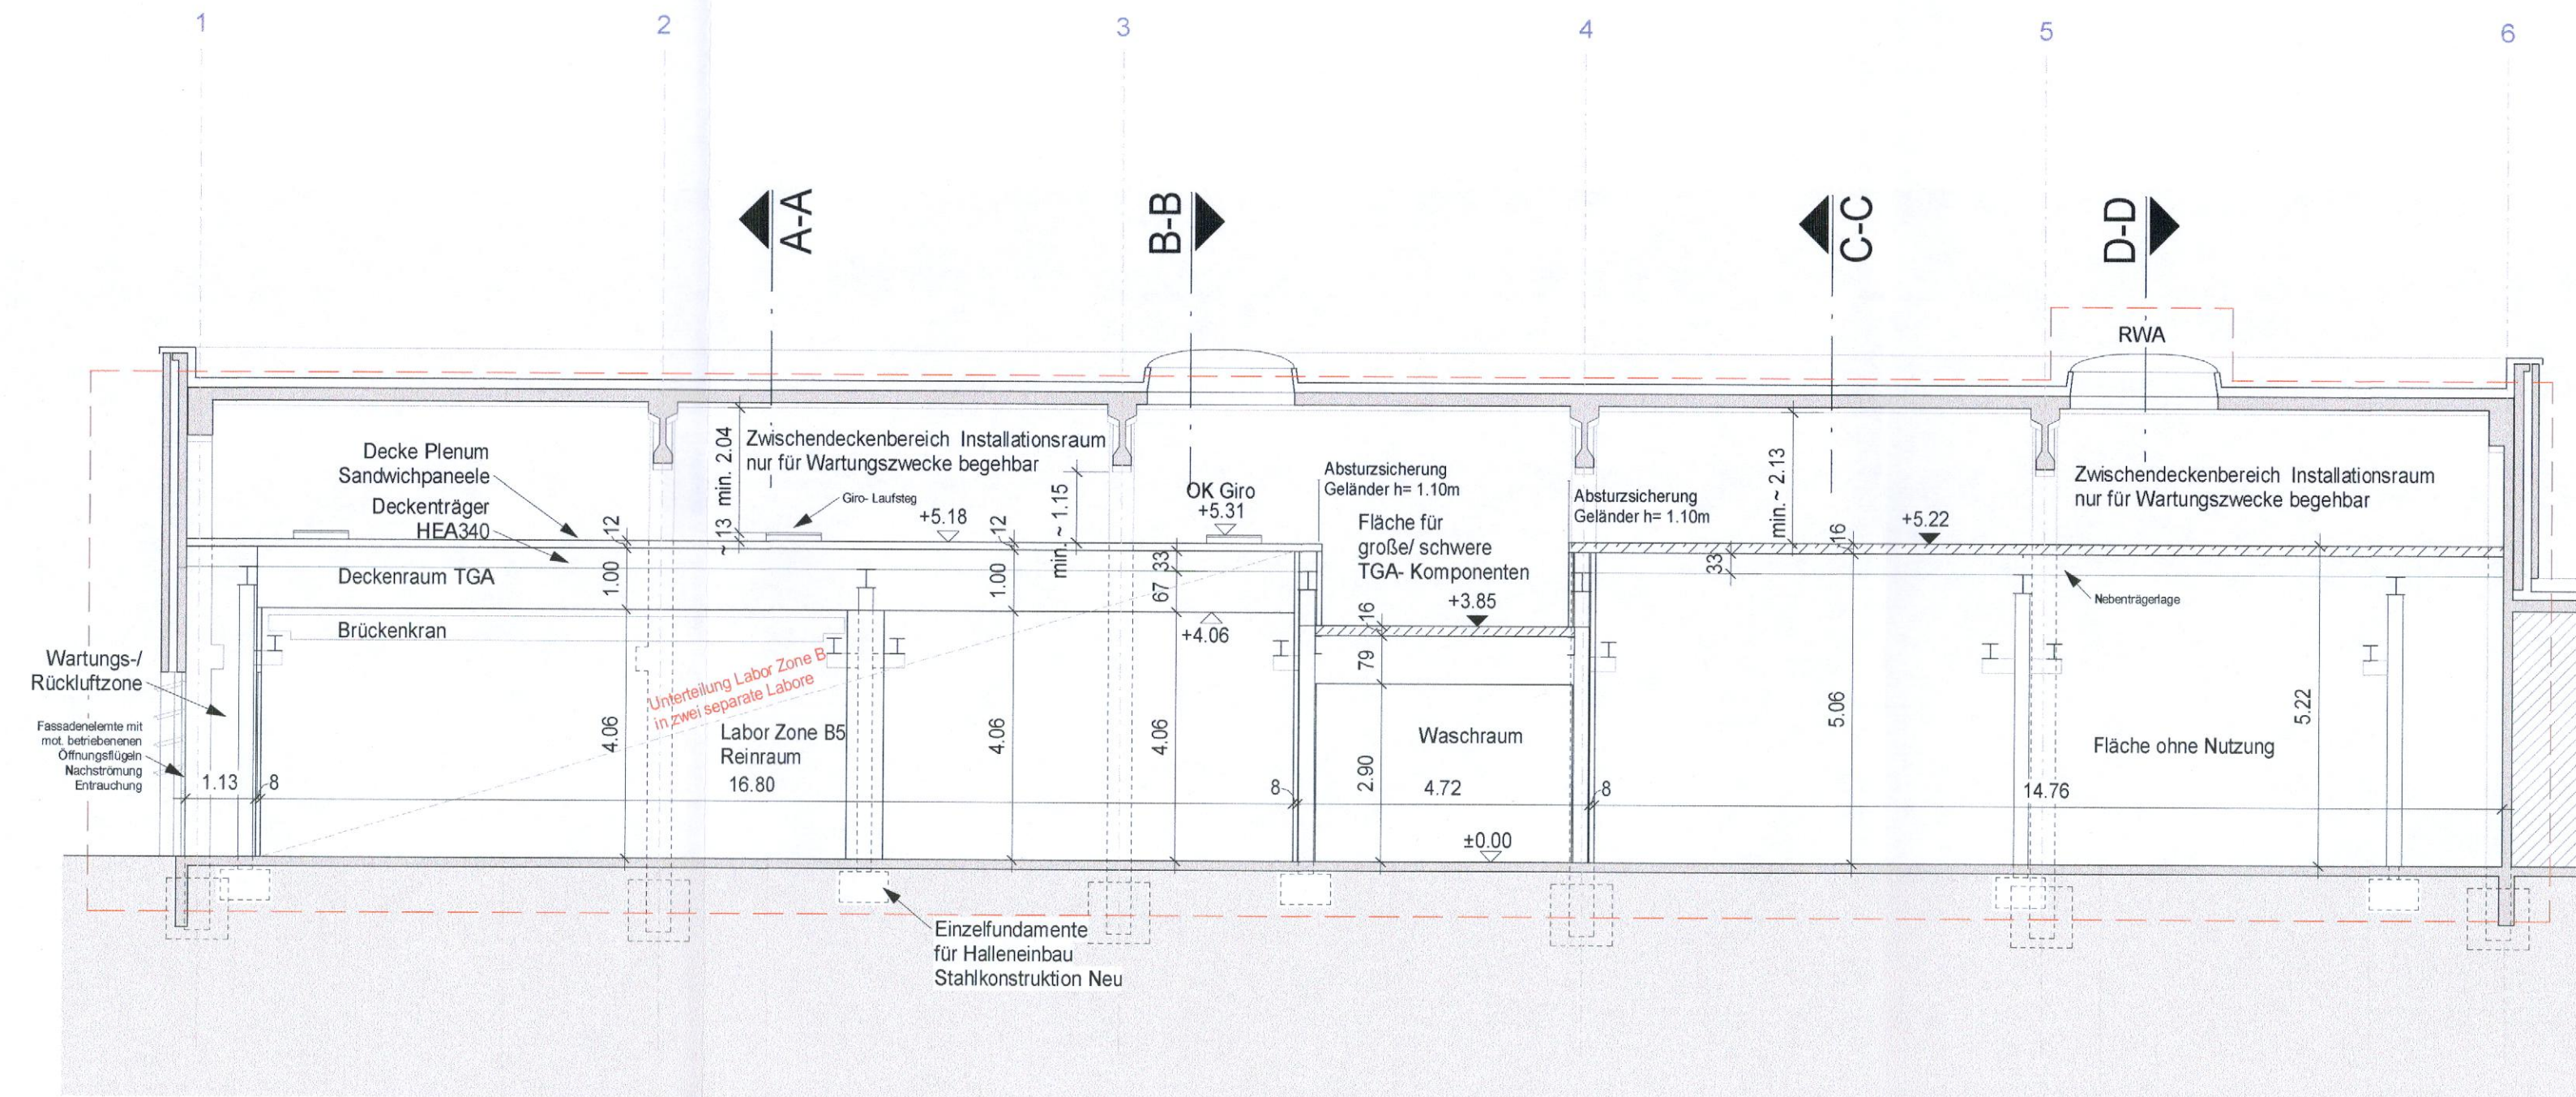 1
2
3
4
5
6
A-A
B-B
C-C
D-D
RWA
Decke Plenum
Sandwichpaneele
Deckenträger
HEA340
Deckenraum TGA
Brückenkran
Wartungs-/
Rückluftzone
Fassadenelemte mit
mot. betriebenenen
Öffnungsflügeln
Nachströmung
Entrauchung
1.13
8
12
1.00
4.06
~ 13 min. 2.04
Zwischendeckenbereich Installationsraum
nur für Wartungszwecke begehbar
Giro- Laufsteg
+5.18
12
1.00
4.06
min. ~ 1.15
Unterteilung Labor Zone B
in zwei separate Labore
Labor Zone B5
Reinraum
16.80
OK Giro
+5.31
33
67
4.06
+4.06
8
Absturzsicherung
Geländer h= 1.10m
Fläche für
große/ schwere
TGA- Komponenten
+3.85
16
79
2.90
Waschraum
4.72
±0.00
Absturzsicherung
Geländer h= 1.10m
8
33
min. ~ 2.13
16
+5.22
5.06
Zwischendeckenbereich Installationsraum
nur für Wartungszwecke begehbar
Nebenträgerlage
5.22
Fläche ohne Nutzung
14.76
Einzelfundamente
für Halleneinbau
Stahlkonstruktion Neu